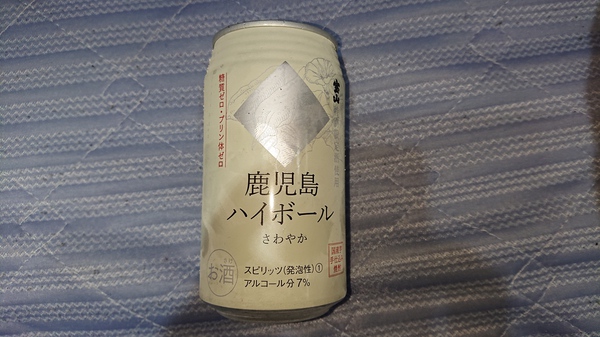 宝山
糖質ゼロ・プリン体ゼロ
鹿児島
ハイボール
さわやか
お酒
スピリッツ(発泡性)①
アルコール分7%